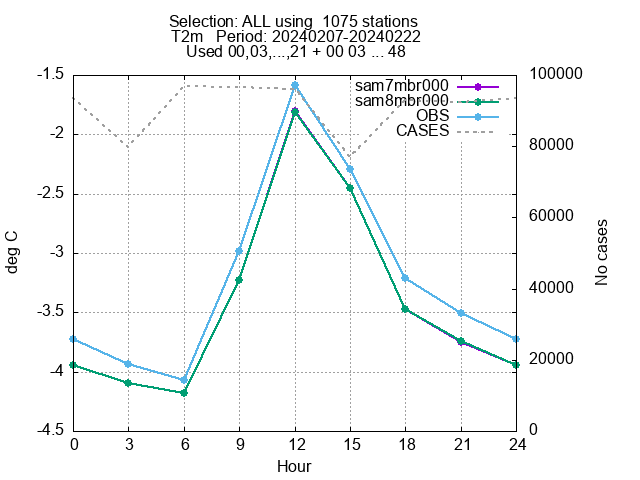 Selection: ALL using  1075 stations
T2m   Period: 20240207-20240222
Used 00,03,...,21 + 00 03 ... 48
-1.5
-2
-2.5
-3
-3.5
-4
-4.5
deg C
100000
80000
60000
40000
20000
0
No cases
sam7mbr000
sam8mbr000
OBS
CASES
0 3 6 9 12 15 18 21 24
Hour